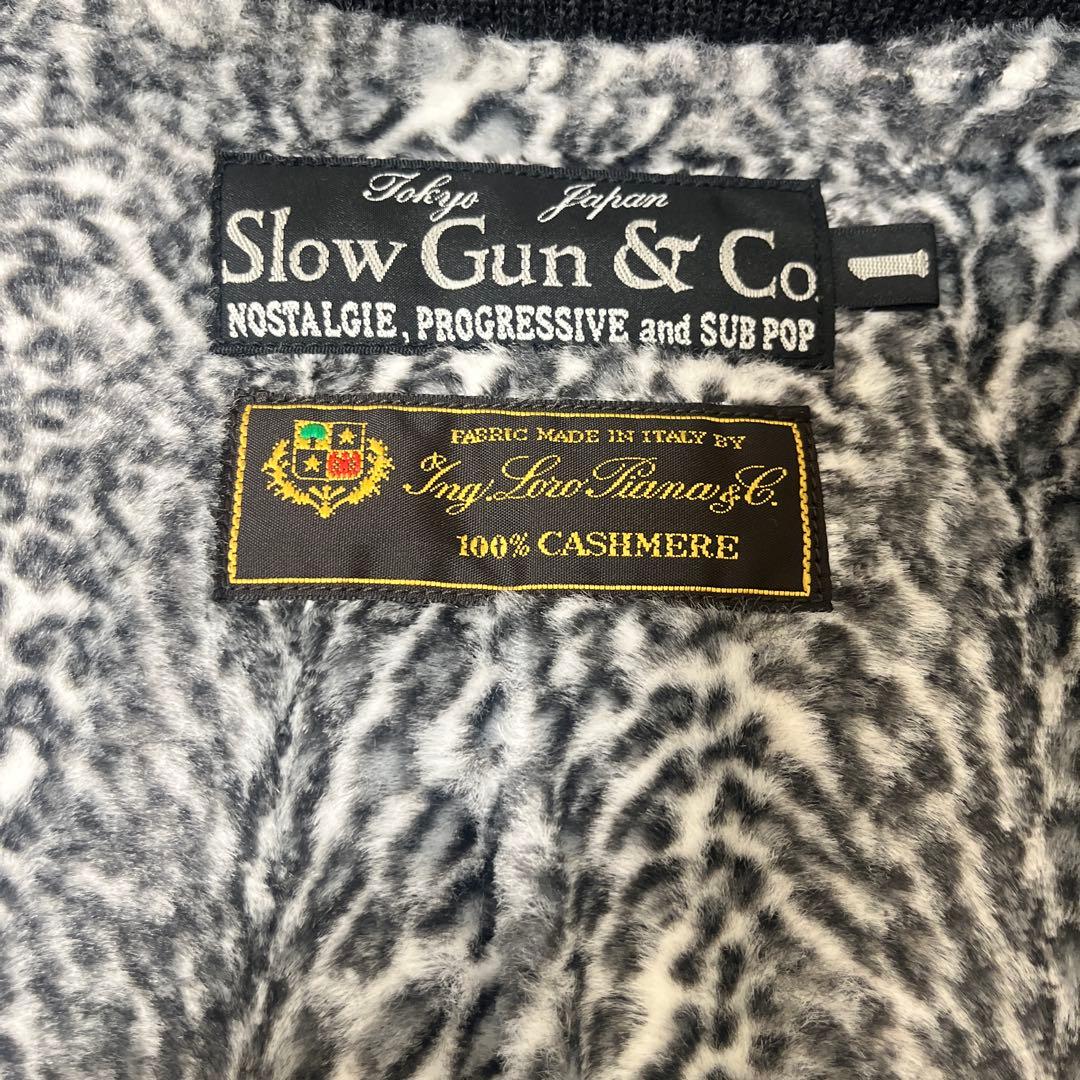 Tokyo Japan
Slow Gun & Co.
NOSTALGIE, PROGRESSIVE and SUB POP
1
FABRIC MADE IN ITALY BY
Ing. Loro Piana & C.
100% CASHMERE